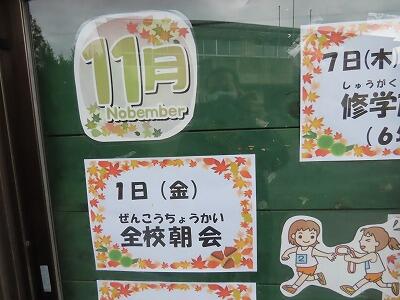 11月
Nobember
1日(金)
ぜんこうちょうかい
全校朝会
7日(木)
しゅうがく
修学
(6
2